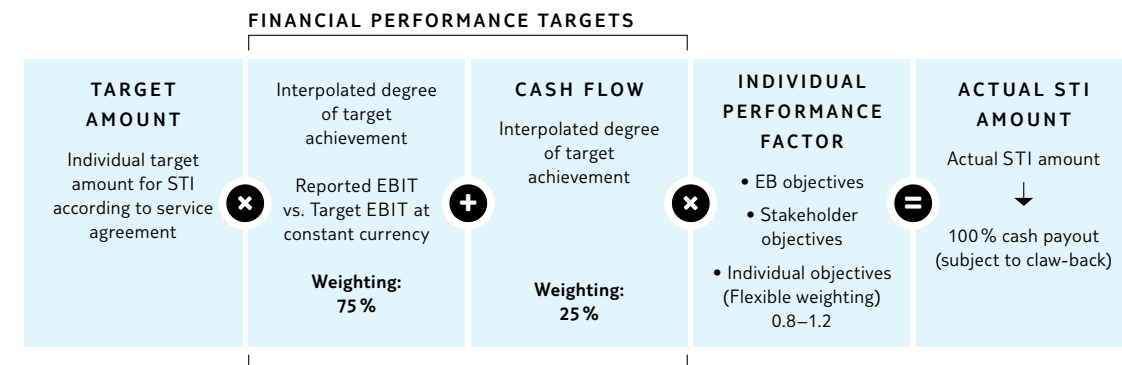 FINANCIAL PERFORMANCE TARGETS
TARGET
AMOUNT
Individual target
amount for STI
according to service
agreement
×
Interpolated degree
of target
achievement
Reported EBIT
vs. Target EBIT at
constant currency
Weighting:
75 %
+
CASH FLOW
Interpolated degree
of target
achievement
Weighting:
25 %
×
INDIVIDUAL
PERFORMANCE
FACTOR
• EB objectives
• Stakeholder
objectives
• Individual objectives
(Flexible weighting)
0.8–1.2
=
ACTUAL STI
AMOUNT
Actual STI amount
↓
100 % cash payout
(subject to claw-back)